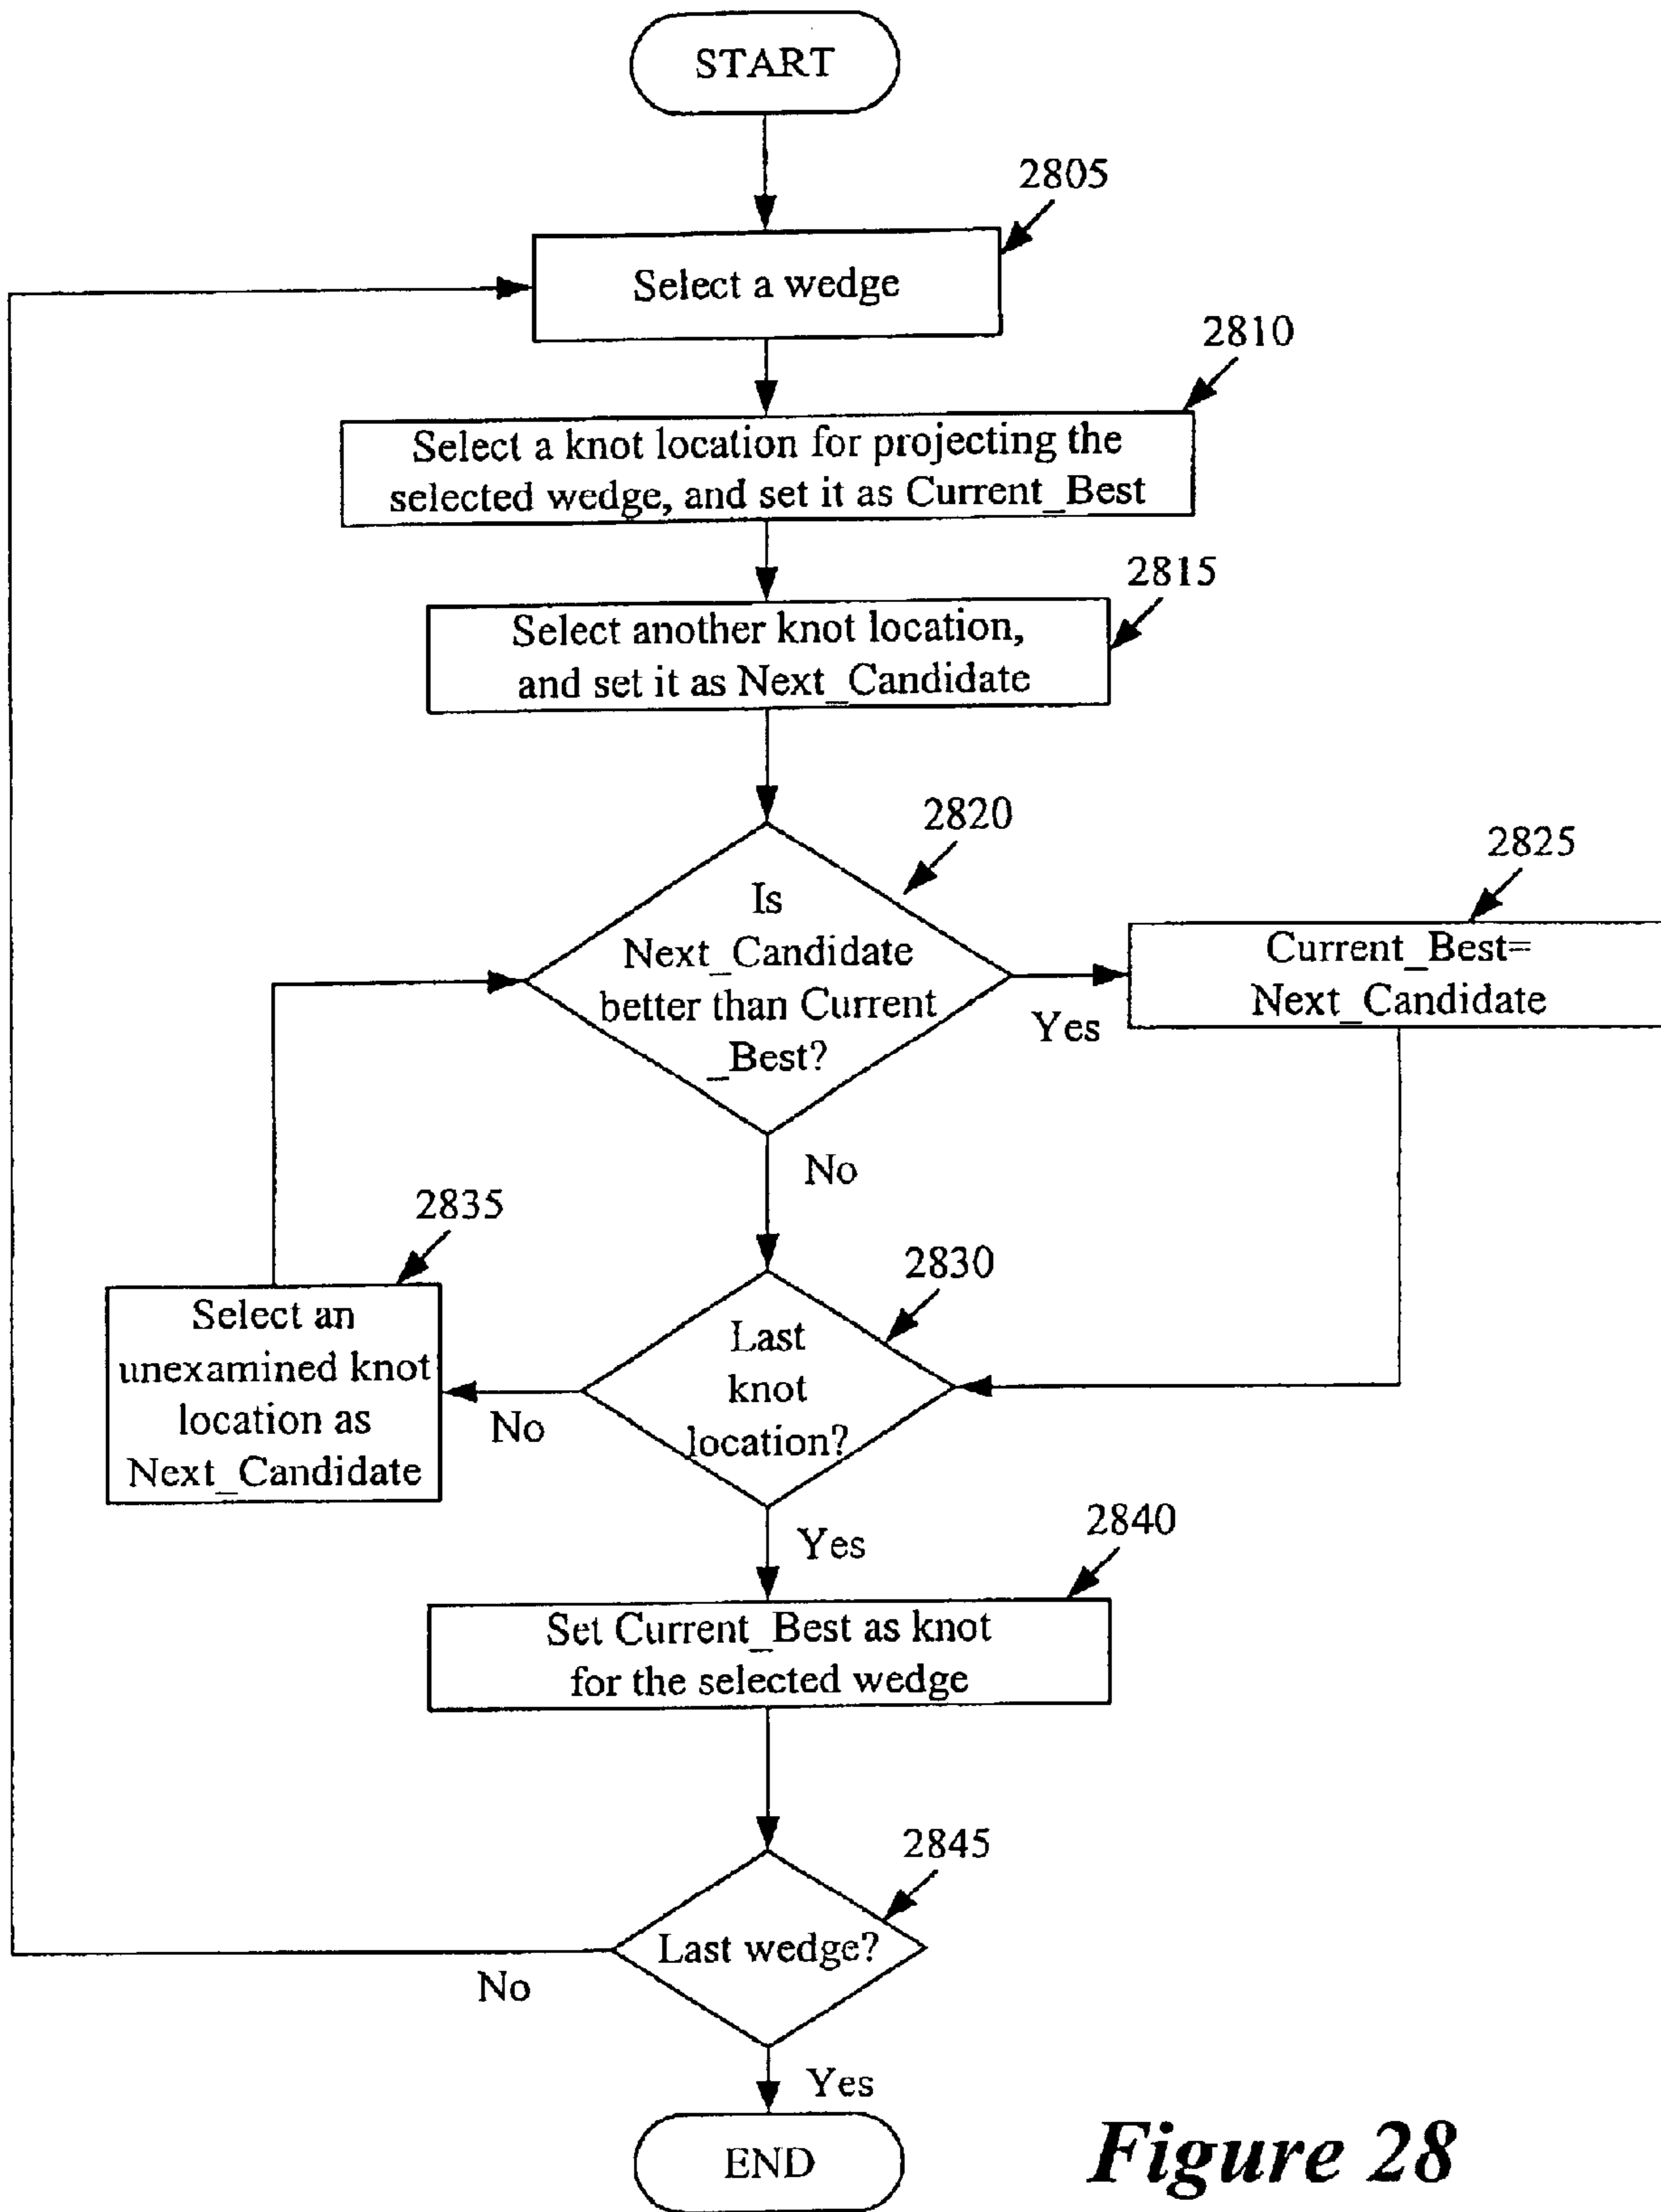 START
2805
Select a wedge
2810
Select a knot location for projecting the
selected wedge, and set it as Current_Best
2815
Select another knot location,
and set it as Next_Candidate
2820
Is
Next_Candidate
better than Current
_Best?
Yes
2825
Current_Best=
Next_Candidate
No
2835
Select an
unexamined knot
location as
Next_Candidate
2830
Last
knot
location?
No
Yes
2840
Set Current_Best as knot
for the selected wedge
2845
Last wedge?
No
Yes
END
Figure 28